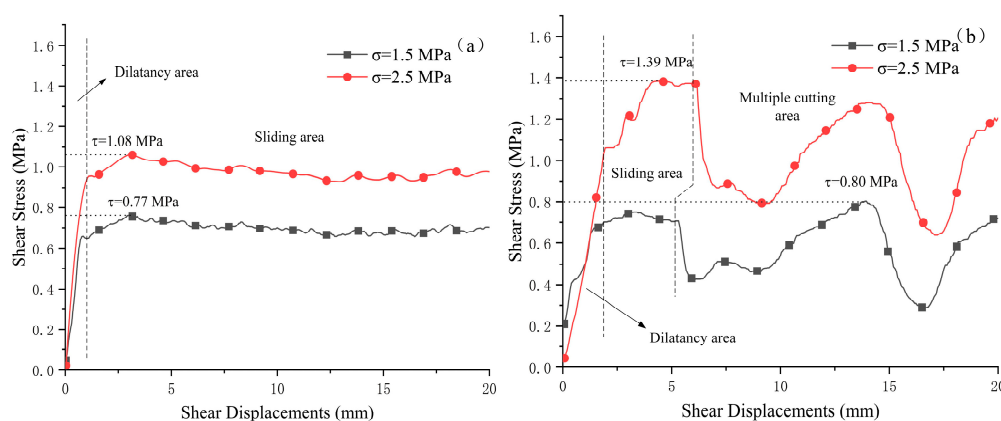 (a)
σ=1.5 MPa
σ=2.5 MPa
Dilatancy area
τ=1.08 MPa
Sliding area
τ=0.77 MPa
1.6
1.4
1.2
1.0
0.8
0.6
0.4
0.2
0.0
Shear Stress (MPa)
0
5
10
15
20
Shear Displacements (mm)
(b)
σ=1.5 MPa
σ=2.5 MPa
τ=1.39 MPa
Multiple cutting
area
Sliding area
τ=0.80 MPa
Dilatancy area
1.6
1.4
1.2
1.0
0.8
0.6
0.4
0.2
0.0
Shear Stress (MPa)
0
5
10
15
20
Shear Displacements (mm)